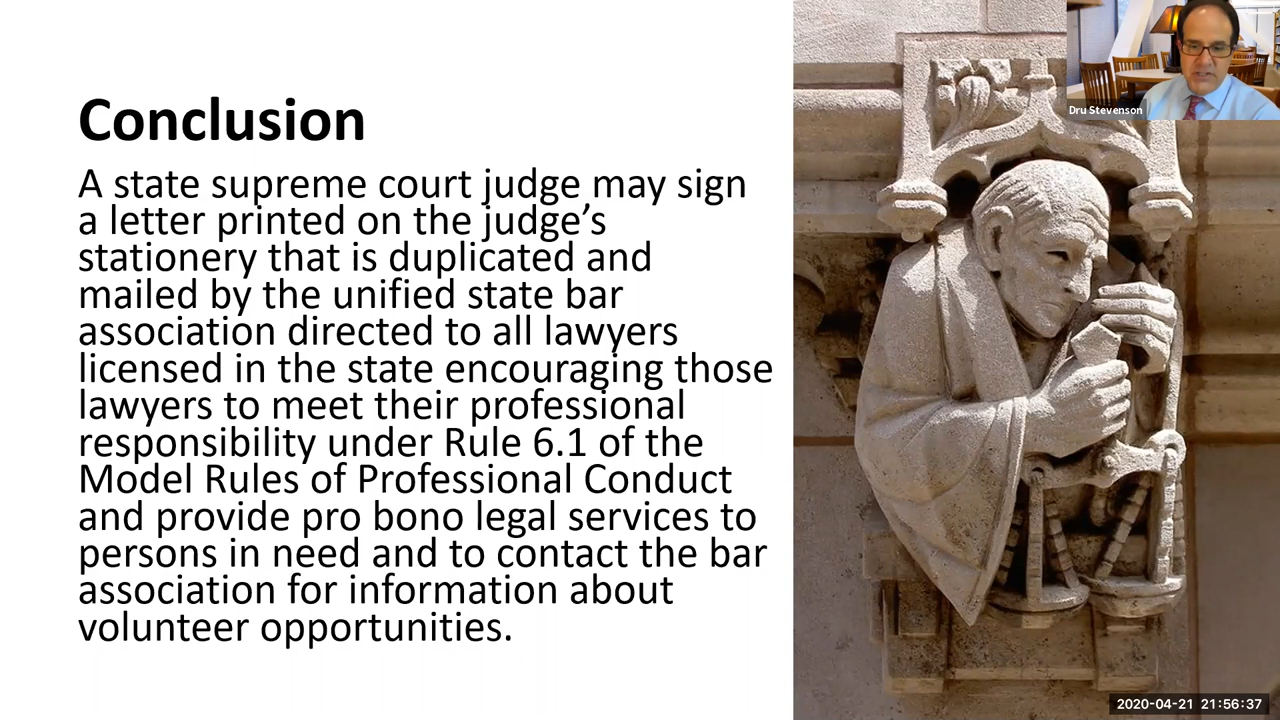 Conclusion
A state supreme court judge may sign
a letter printed on the judge’s
stationery that is duplicated and
mailed by the unified state bar
association directed to all lawyers
licensed in the state encouraging those
lawyers to meet their professional
responsibility under Rule 6.1 of the
Model Rules of Professional Conduct
and provide pro bono legal services to
persons in need and to contact the bar
association for information about
volunteer opportunities.
Dru Stevenson
2020-04-21 21:56:37